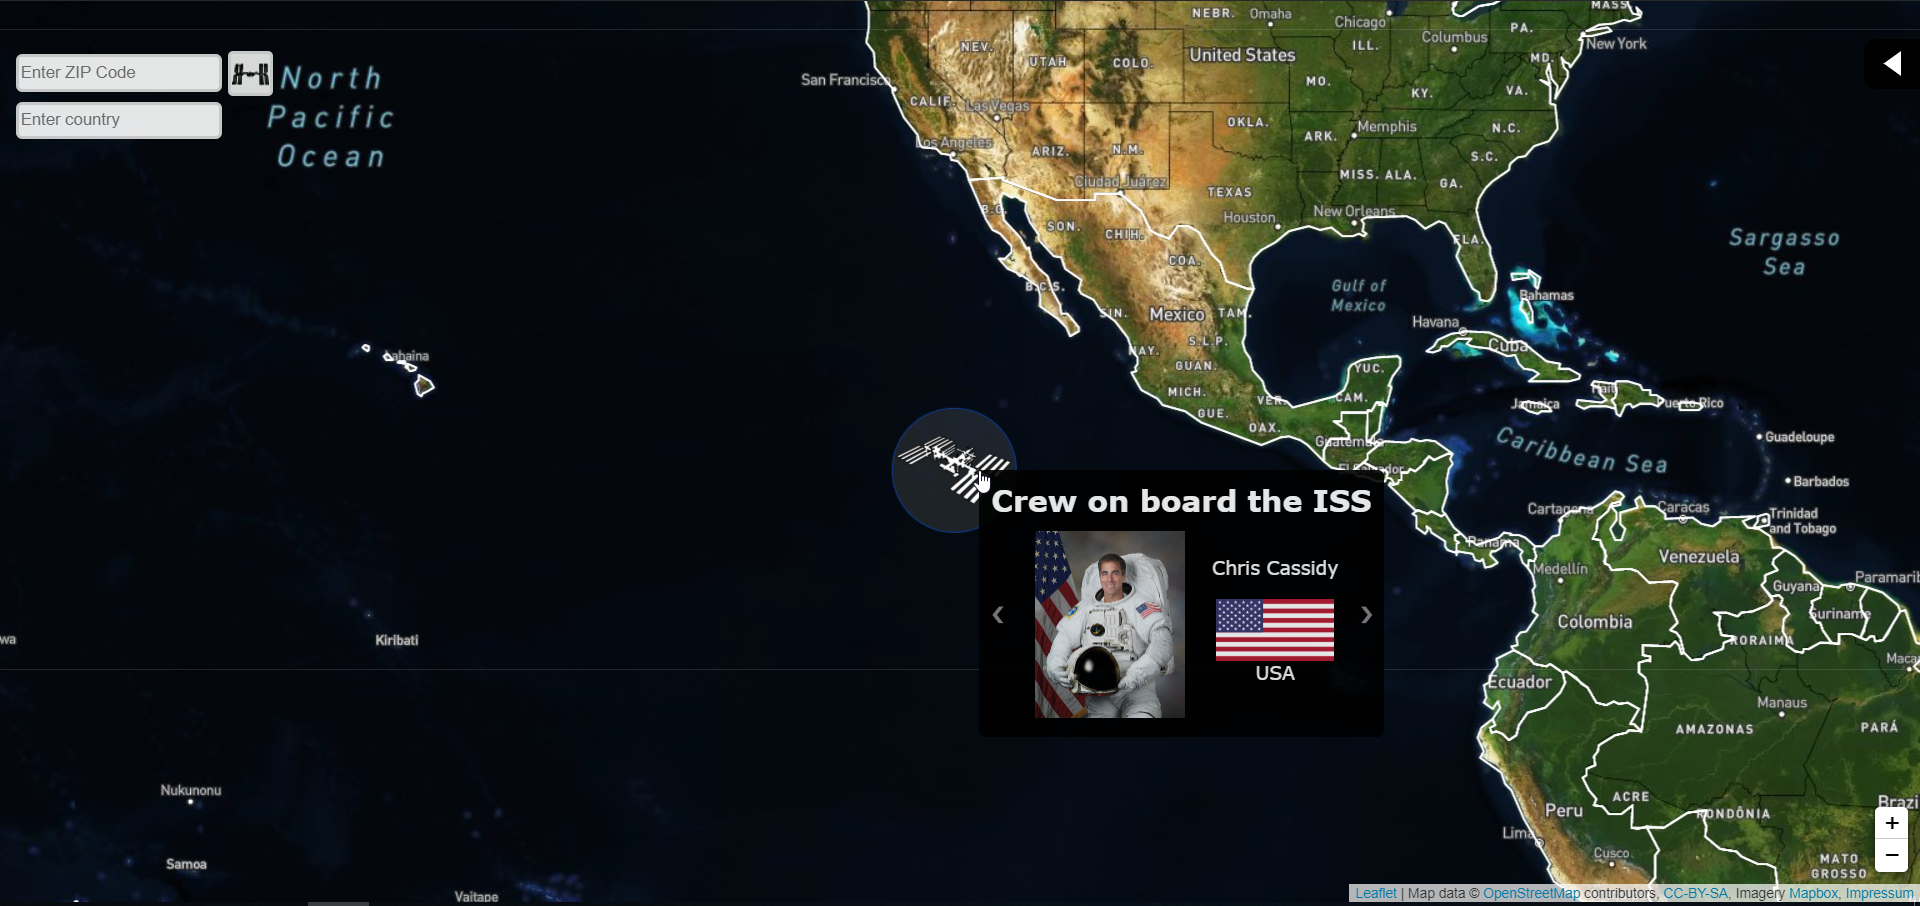 Enter ZIP Code
Enter country
North
Pacific
Ocean
NEBR.
Omaha
Chicago
MASS
Columbus
PA.
New York
NEV.
UTAH
COLO.
United States
ILL.
MD.
San Francisco
CALIF.
Las Vegas
MO.
KY.
VA.
Los Angeles
ARIZ.
N.M.
OKLA.
ARK.
Memphis
N.C.
S.C.
Ciudad Juárez
TEXAS
MISS.
ALA.
GA.
B.C.
SON.
CHIH.
Houston
New Orleans
FLA.
Sargasso
Sea
COA.
B.C.S.
Gulf of
Mexico
Bahamas
SIN.
Mexico
TAM.
Havana
Cuba
NAY.
S.L.P.
GUAN.
YUC.
Lahaina
MICH.
VER.
CAM.
Haiti
Jamaica
Puerto Rico
GUE.
OAX.
Guatemala
Caribbean Sea
Guadeloupe
El Salvador
Barbados
Crew on board the ISS
Chris Cassidy
USA
‹
›
Cartagena
Caracas
Trinidad
and Tobago
Panama
Medellín
Venezuela
Guyana
Paramarib
Suriname
Colombia
RORAIMA
wa
Kiribati
Ecuador
Macap
Manaus
AMAZONAS
PARÁ
Nukunonu
Samoa
Vaitape
ACRE
Peru
RONDÔNIA
Brazi
Lima
Cusco
MATO
GROSSO
+
−
Leaflet | Map data © OpenStreetMap contributors, CC-BY-SA, Imagery Mapbox, Impressum